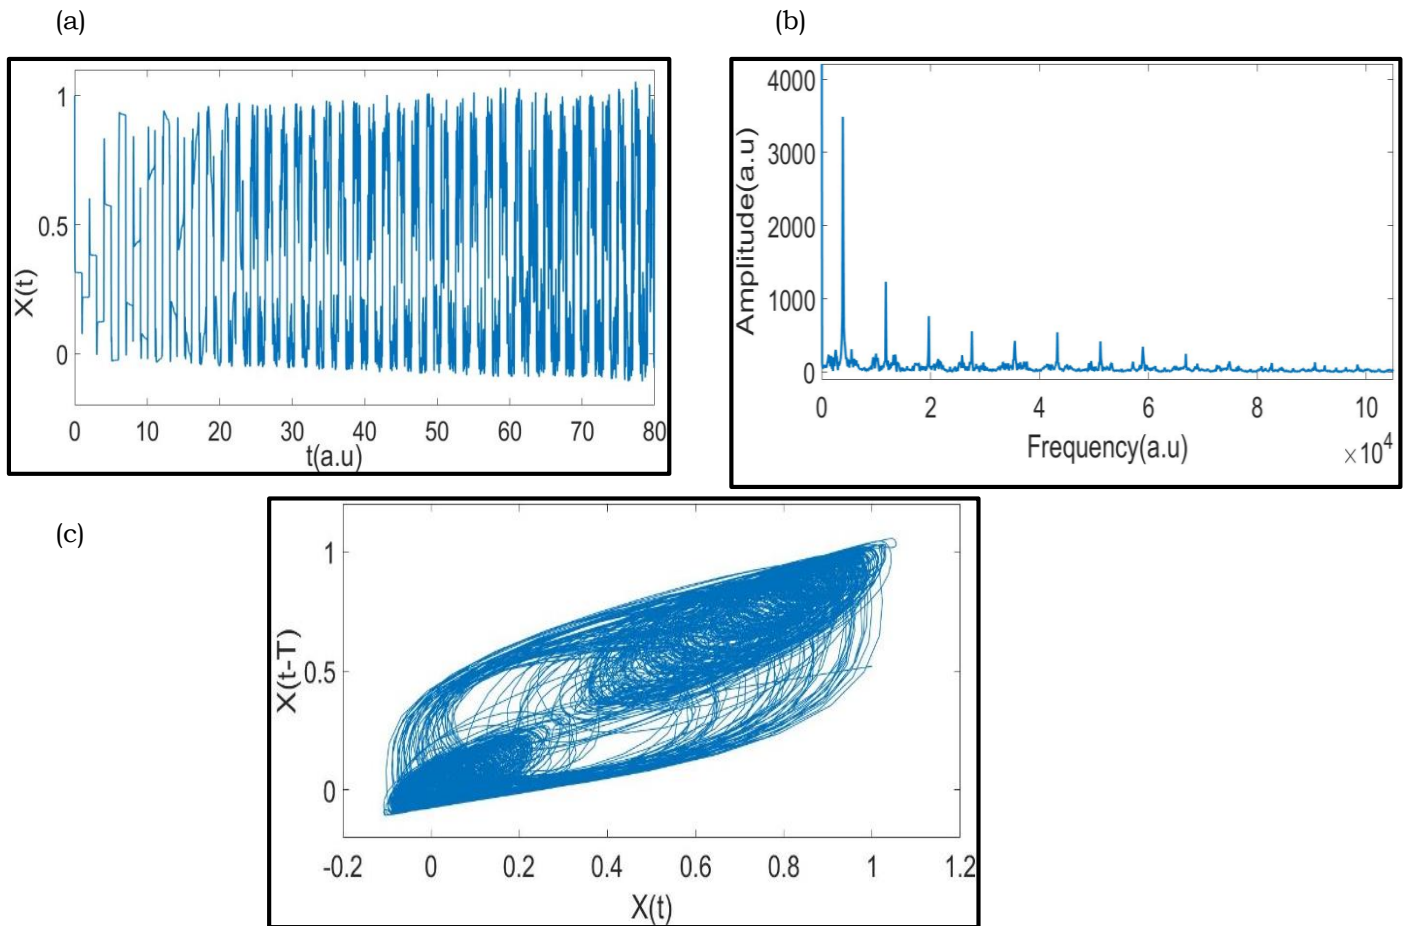 (a)
(b)
X(t)
1
0.5
0
0 10 20 30 40 50 60 70 80
t(a.u)
Amplitude(a.u)
4000
3000
2000
1000
0
0 2 4 6 8 10
Frequency(a.u) ×10^4
(c)
X(t-T)
1
0.5
0
-0.2 0 0.2 0.4 0.6 0.8 1 1.2
X(t)